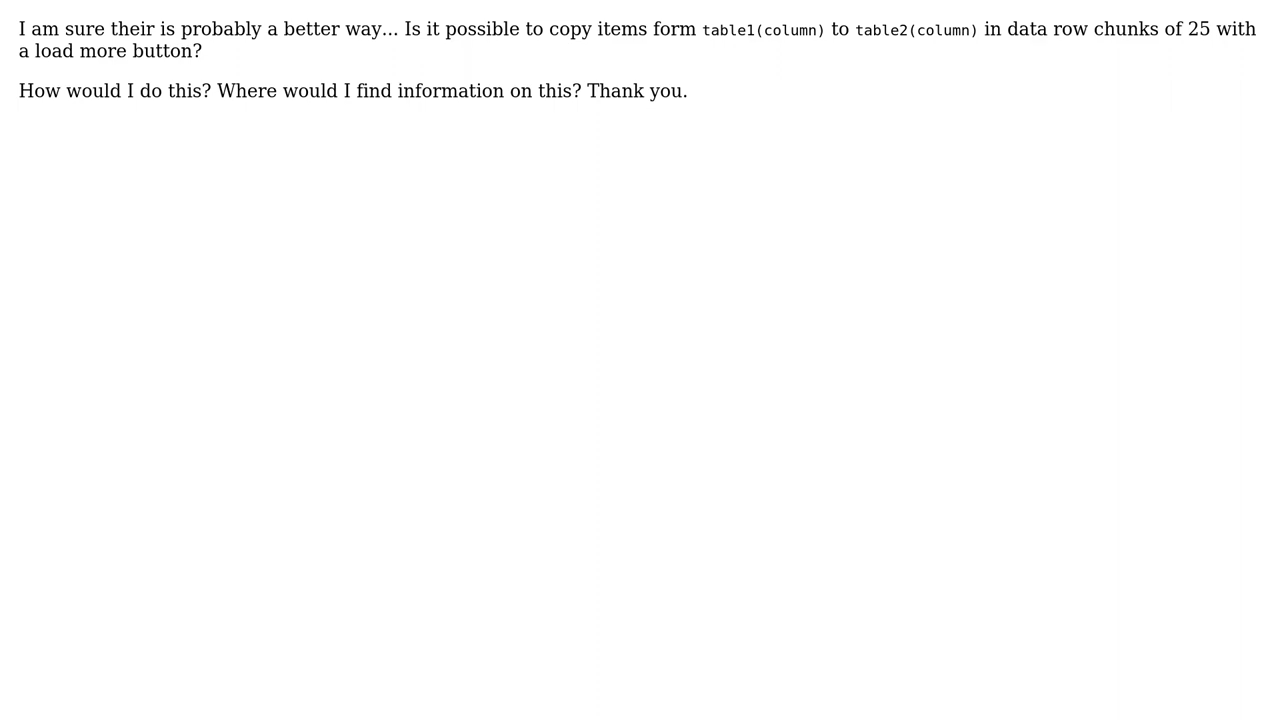 I am sure their is probably a better way... Is it possible to copy items form table1(column) to table2(column) in data row chunks of 25 with
a load more button?
How would I do this? Where would I find information on this? Thank you.